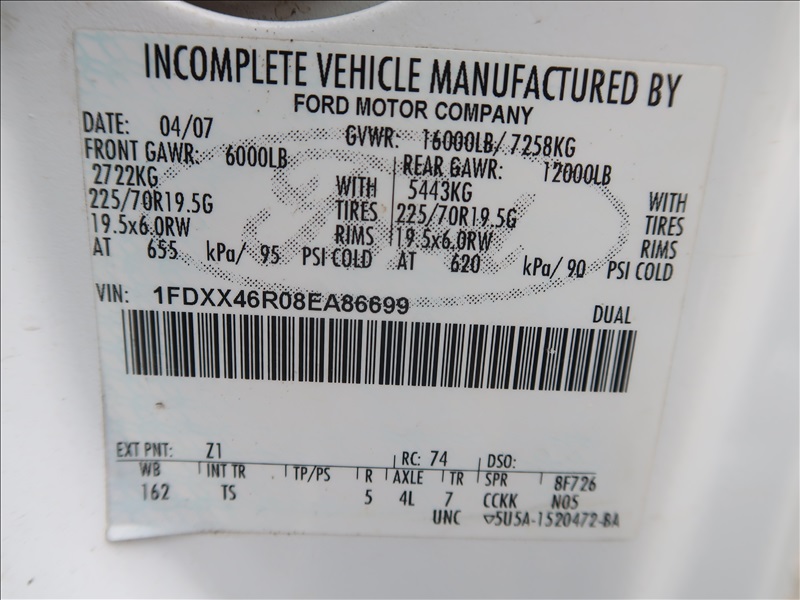 INCOMPLETE VEHICLE MANUFACTURED BY
FORD MOTOR COMPANY
DATE: 04/07 GVWR: 16000LB/ 7258KG
FRONT GAWR: 6000LB REAR GAWR: 12000LB
2722KG WITH 5443KG WITH
225/70R19.5G TIRES 225/70R19.5G TIRES
19.5x6.0RW RIMS 19.5x6.0RW RIMS
AT 655 kPa/ 95 PSI COLD AT 620 kPa/ 90 PSI COLD
VIN: 1FDXX46R08EA86699 DUAL
EXT PNT: Z1 RC: 74 DSO:
WB INT TR TP/PS R AXLE TR SPR 8F726
162 TS 5 4L 7 CCKK N05
UNC 5U5A-1520472-BA